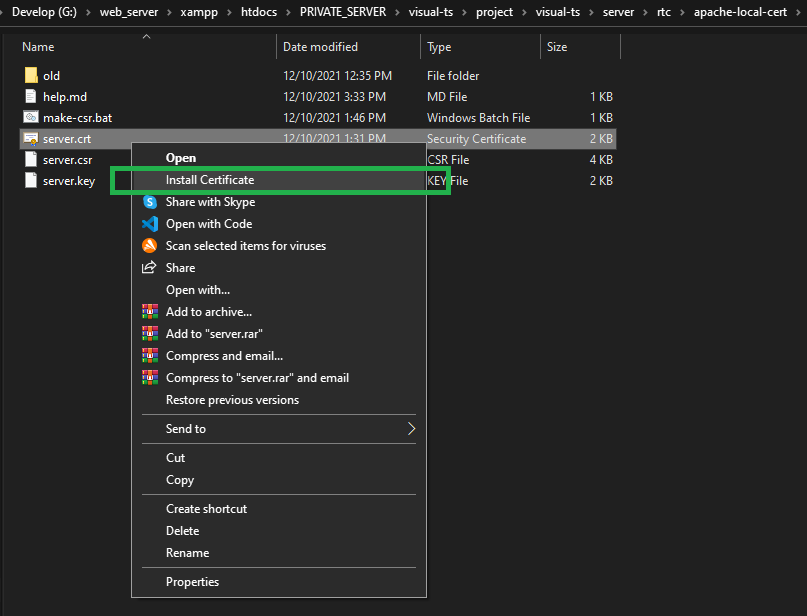 Develop (G:) > web_server > xampp > htdocs > PRIVATE_SERVER > visual-ts > project > visual-ts > server > rtc > apache-local-cert >
Name Date modified Type Size
old 12/10/2021 12:35 PM File folder
help.md 12/10/2021 3:33 PM MD File 1 KB
make-csr.bat 12/10/2021 1:46 PM Windows Batch File 1 KB
server.crt 12/10/2021 1:31 PM Security Certificate 2 KB
server.csr CSR File 4 KB
server.key KEY File 2 KB
Open
Install Certificate
Share with Skype
Open with Code
Scan selected items for viruses
Share
Open with...
Add to archive...
Add to "server.rar"
Compress and email...
Compress to "server.rar" and email
Restore previous versions
Send to
Cut
Copy
Create shortcut
Delete
Rename
Properties